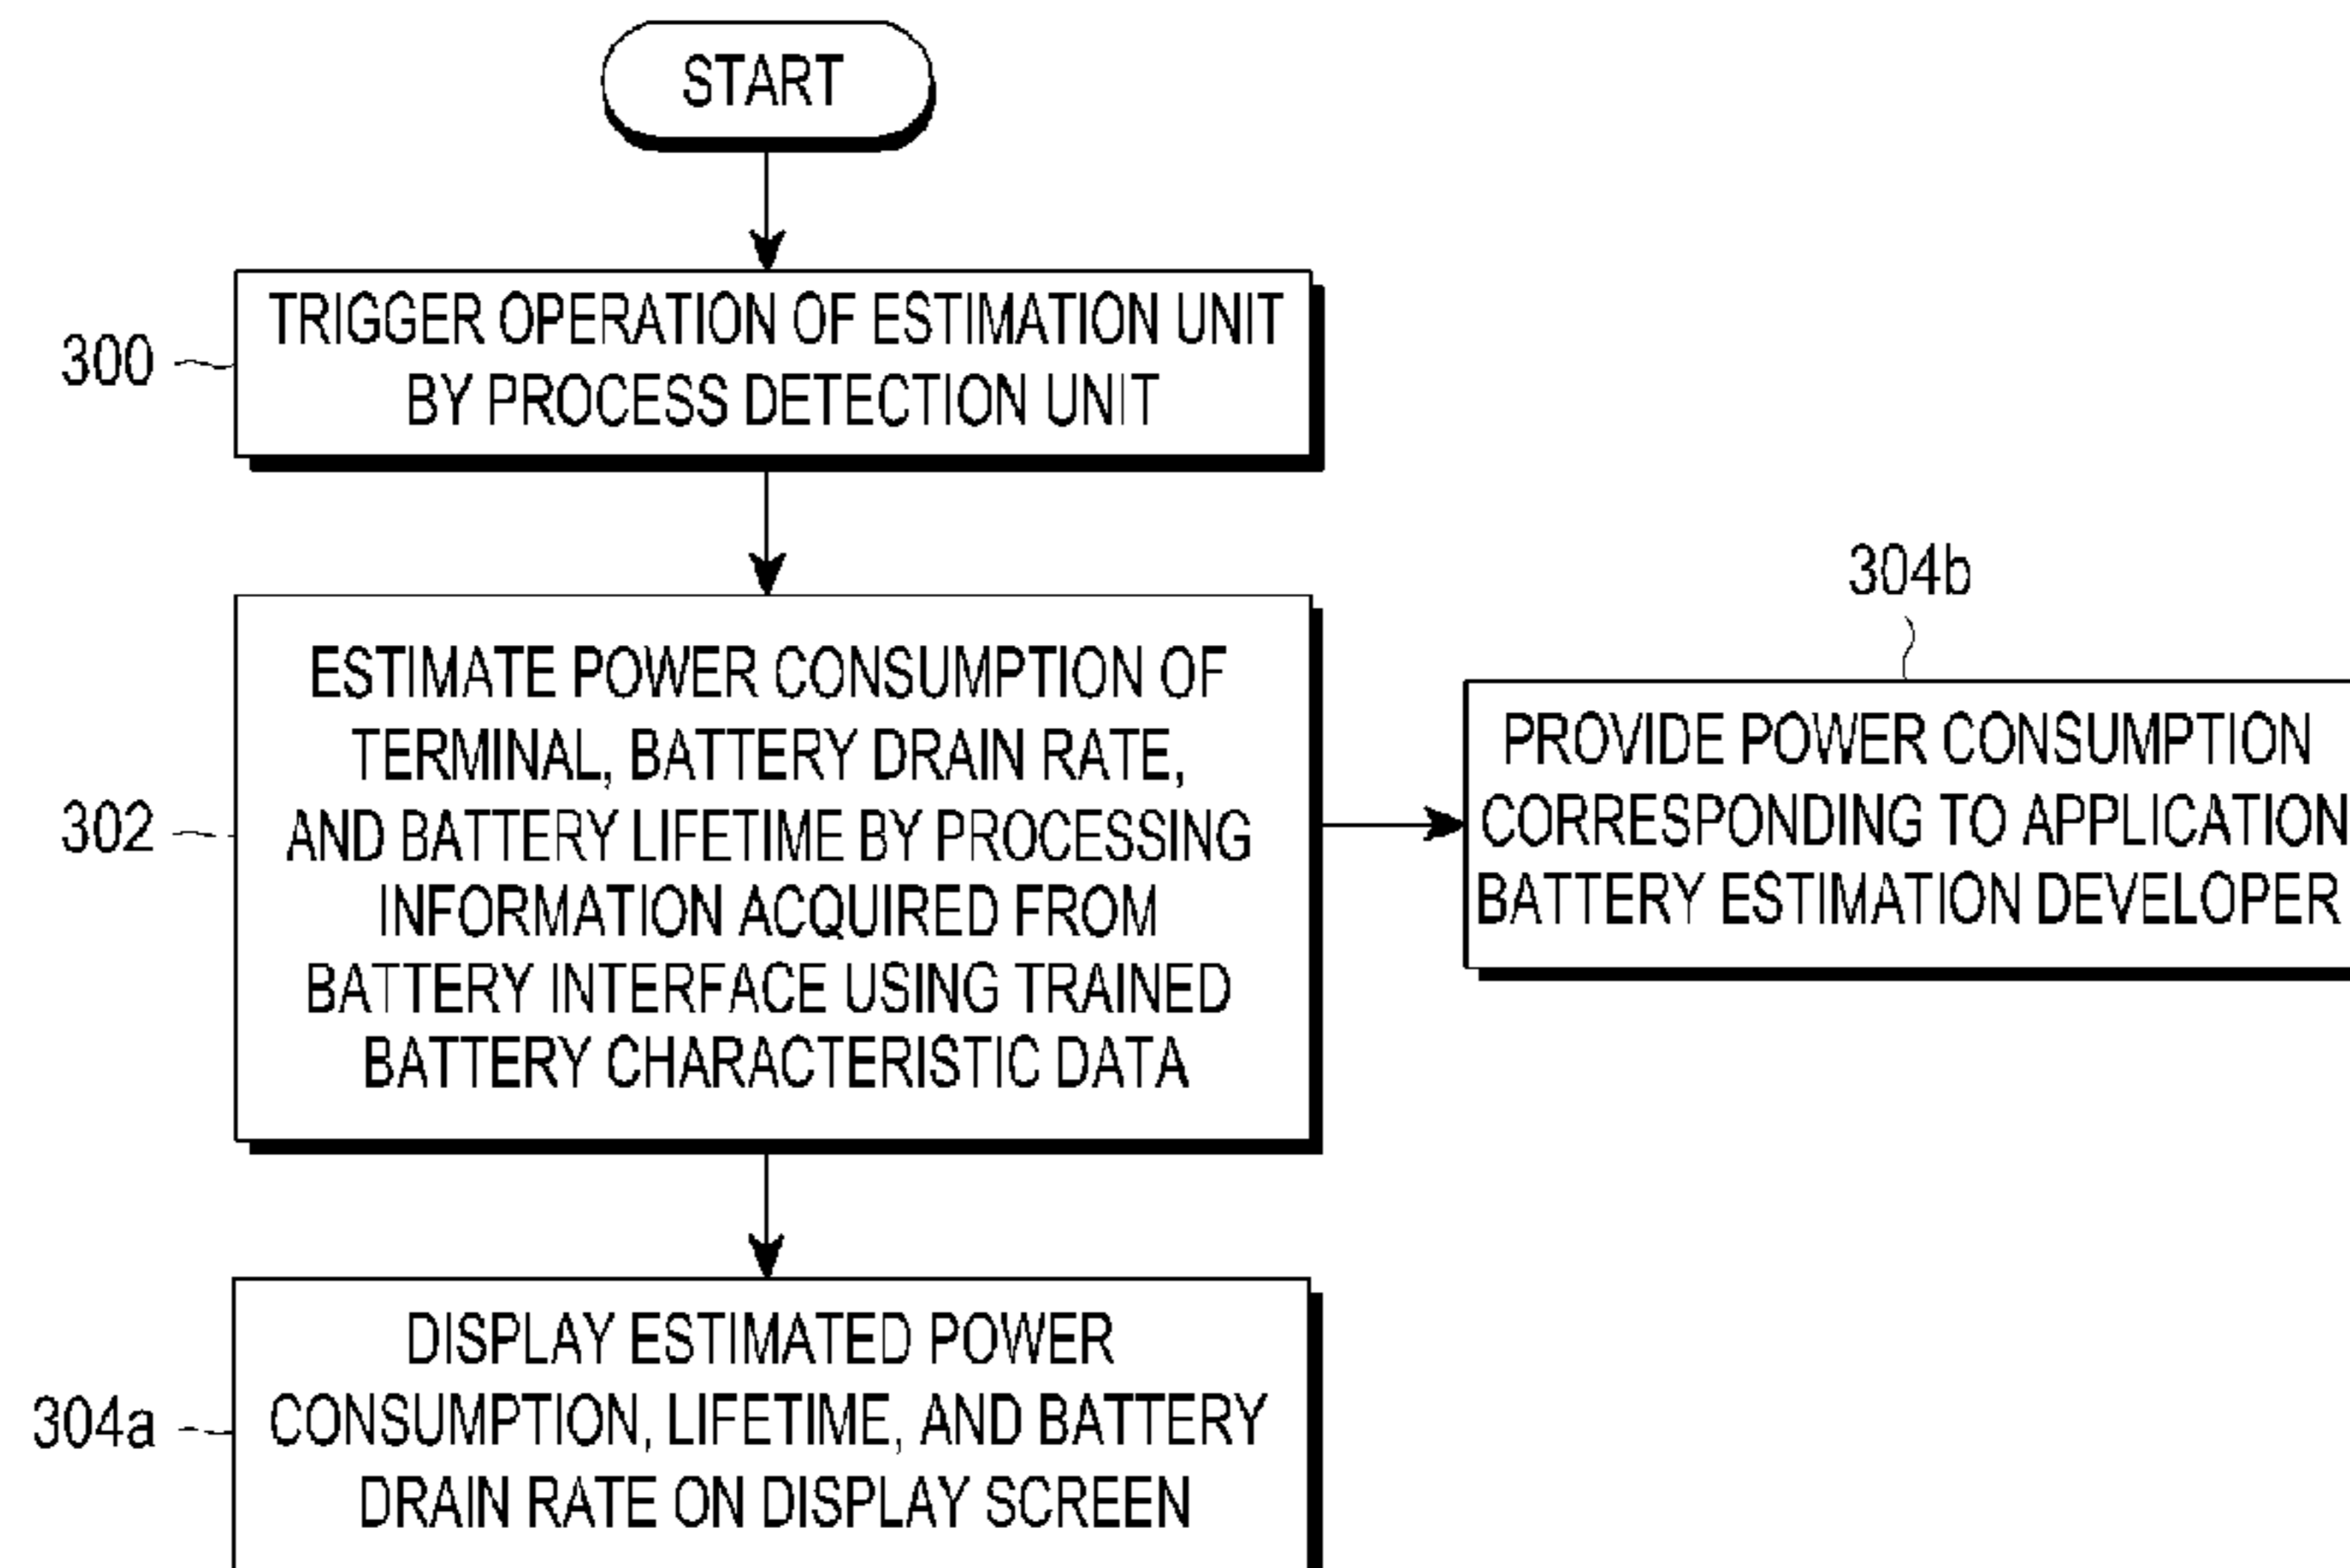 START
300
TRIGGER OPERATION OF ESTIMATION UNIT
BY PROCESS DETECTION UNIT
302
ESTIMATE POWER CONSUMPTION OF
TERMINAL, BATTERY DRAIN RATE,
AND BATTERY LIFETIME BY PROCESSING
INFORMATION ACQUIRED FROM
BATTERY INTERFACE USING TRAINED
BATTERY CHARACTERISTIC DATA
304b
PROVIDE POWER CONSUMPTION
CORRESPONDING TO APPLICATION
BATTERY ESTIMATION DEVELOPER
304a
DISPLAY ESTIMATED POWER
CONSUMPTION, LIFETIME, AND BATTERY
DRAIN RATE ON DISPLAY SCREEN